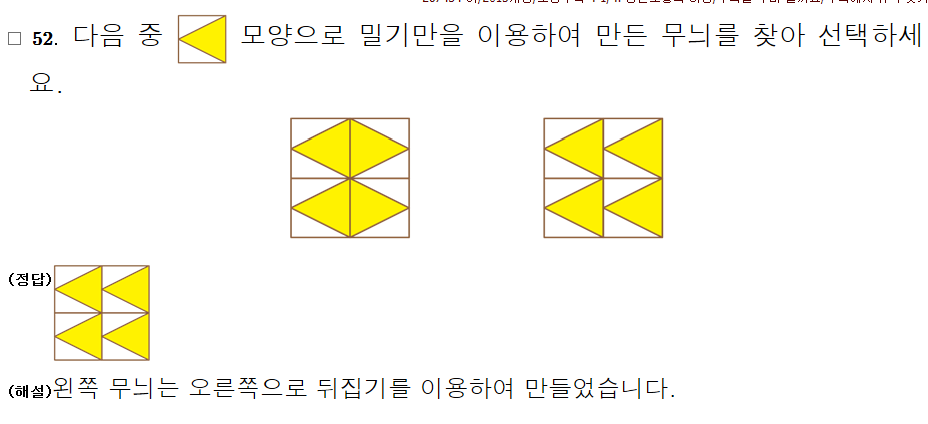 □ 52. 다음 중 모양으로 밀기만을 이용하여 만든 무늬를 찾아 선택하세
요.
(정답)
(해설)왼쪽 무늬는 오른쪽으로 뒤집기를 이용하여 만들었습니다.